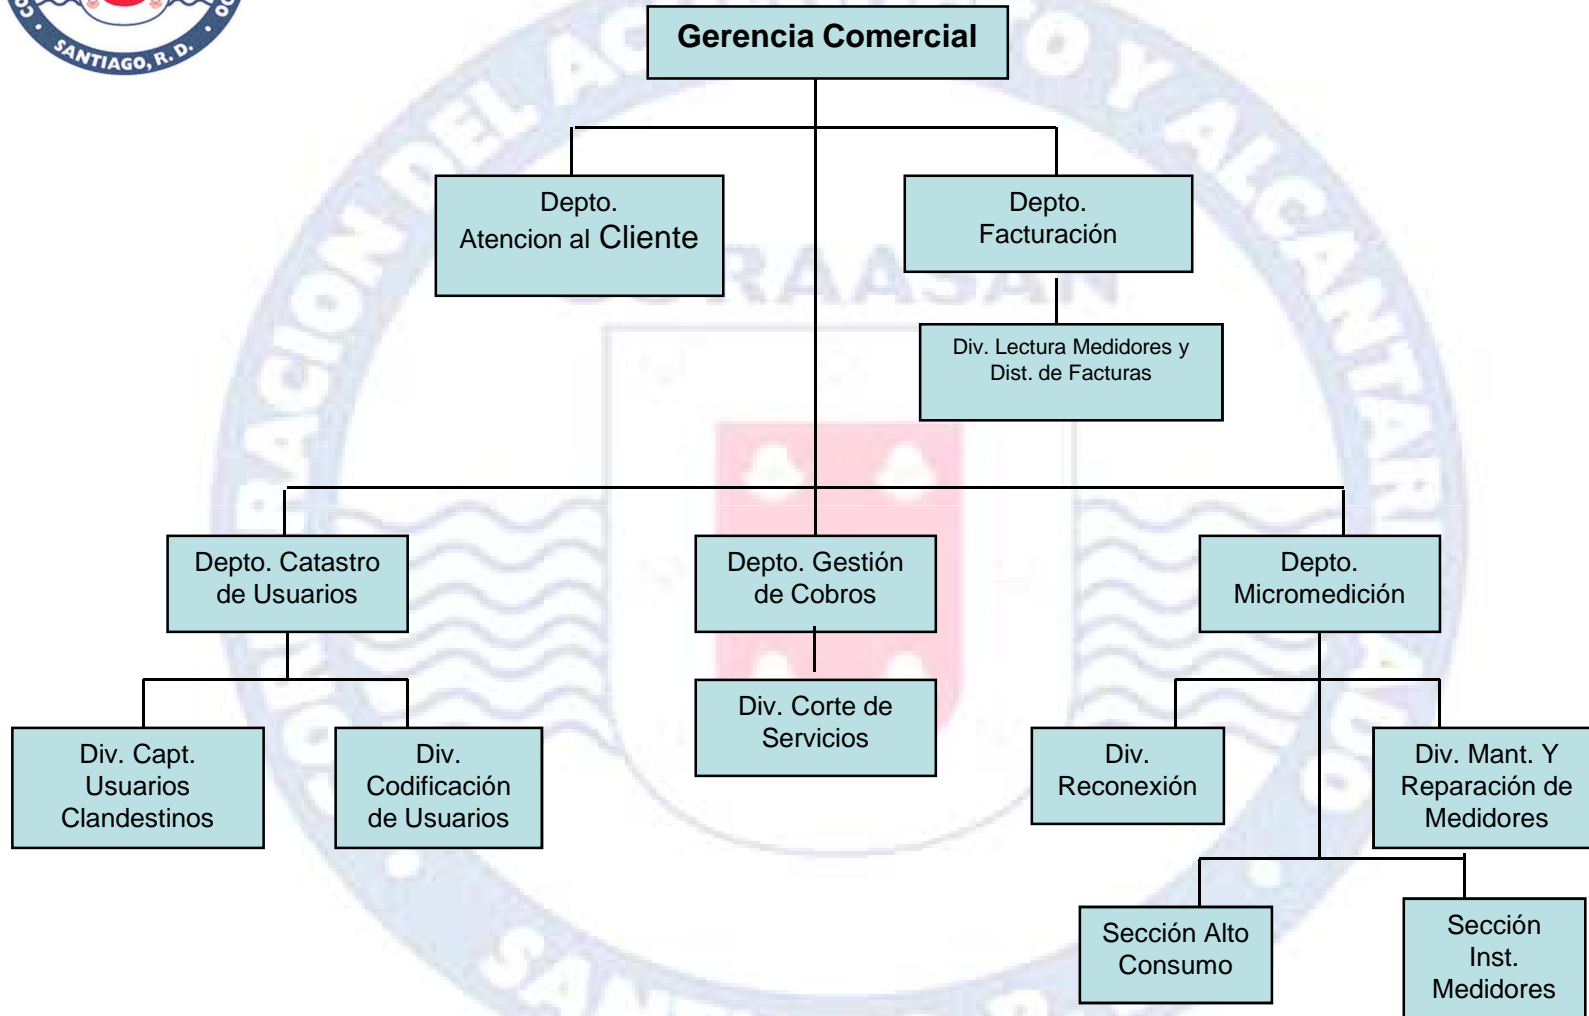 SANTIAGO, R. D.
Gerencia Comercial
Depto.
Atencion al Cliente
Depto.
Facturación
CORAASAN
Div. Lectura Medidores y
Dist. de Facturas
Depto. Catastro
de Usuarios
Depto. Gestión
de Cobros
Depto.
Micromedición
Div. Corte de
Servicios
Div. Capt.
Usuarios
Clandestinos
Div.
Codificación
de Usuarios
Div.
Reconexión
Div. Mant. Y
Reparación de
Medidores
Sección Alto
Consumo
Sección
Inst.
Medidores